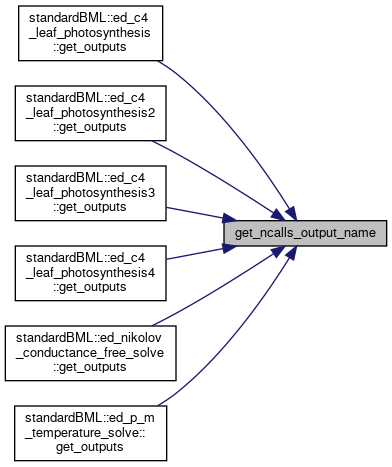 standardBML::ed_c4
_leaf_photosynthesis
::get_outputs
standardBML::ed_c4
_leaf_photosynthesis2
::get_outputs
standardBML::ed_c4
_leaf_photosynthesis3
::get_outputs
get_ncalls_output_name
standardBML::ed_c4
_leaf_photosynthesis4
::get_outputs
standardBML::ed_nikolov
_conductance_free_solve
::get_outputs
standardBML::ed_p_m
_temperature_solve::
get_outputs